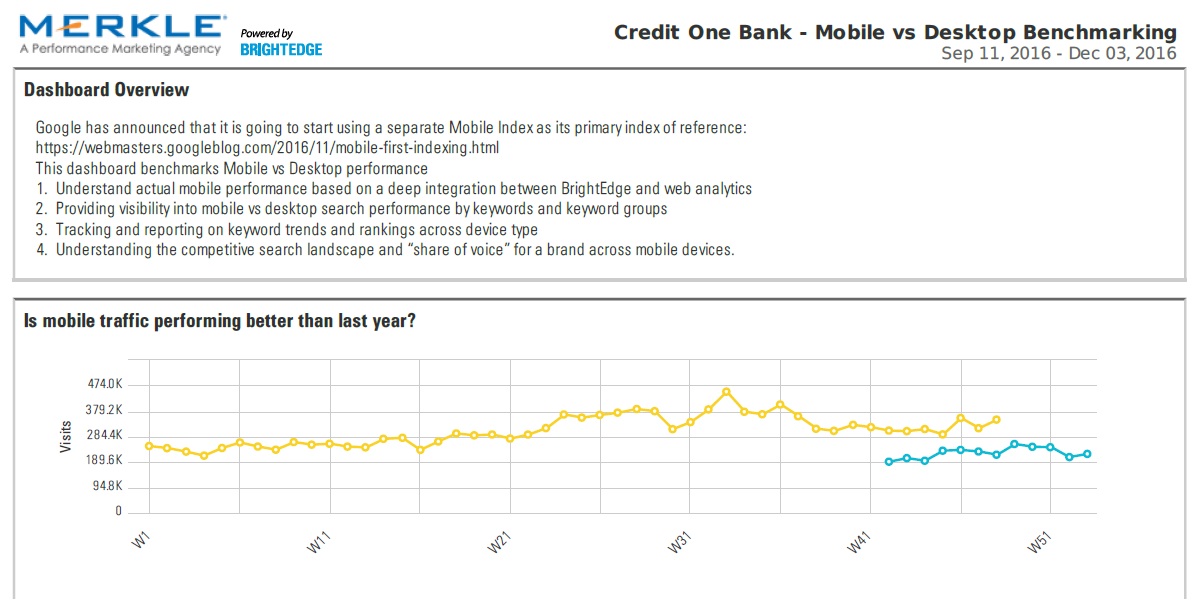 MERKLE
A Performance Marketing Agency
Powered by
BRIGHTEDGE
Credit One Bank - Mobile vs Desktop Benchmarking
Sep 11, 2016 - Dec 03, 2016
Dashboard Overview
Google has announced that it is going to start using a separate Mobile Index as its primary index of reference:
https://webmasters.googleblog.com/2016/11/mobile-first-indexing.html
This dashboard benchmarks Mobile vs Desktop performance
1. Understand actual mobile performance based on a deep integration between BrightEdge and web analytics
2. Providing visibility into mobile vs desktop search performance by keywords and keyword groups
3. Tracking and reporting on keyword trends and rankings across device type
4. Understanding the competitive search landscape and “share of voice” for a brand across mobile devices.
Is mobile traffic performing better than last year?
Visits
474.0K
379.2K
284.4K
189.6K
94.8K
0
W1
W11
W21
W31
W41
W51